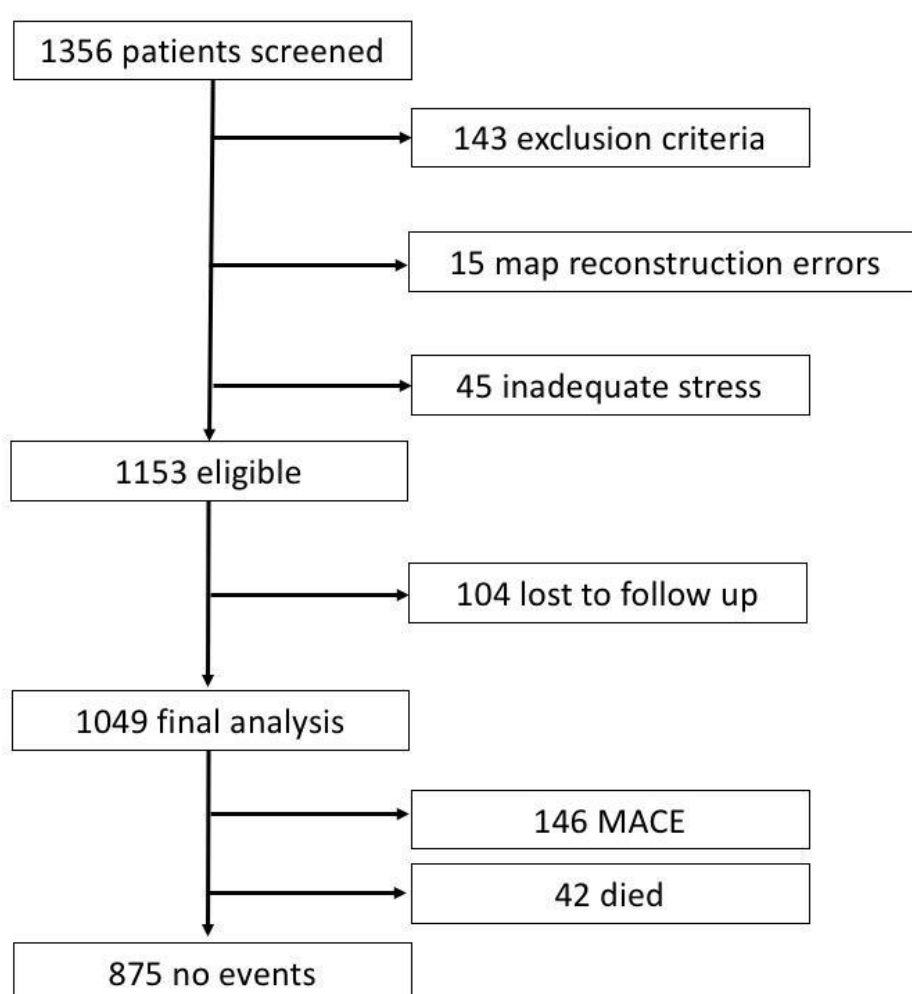 1356 patients screened
143 exclusion criteria
15 map reconstruction errors
45 inadequate stress
1153 eligible
104 lost to follow up
1049 final analysis
146 MACE
42 died
875 no events